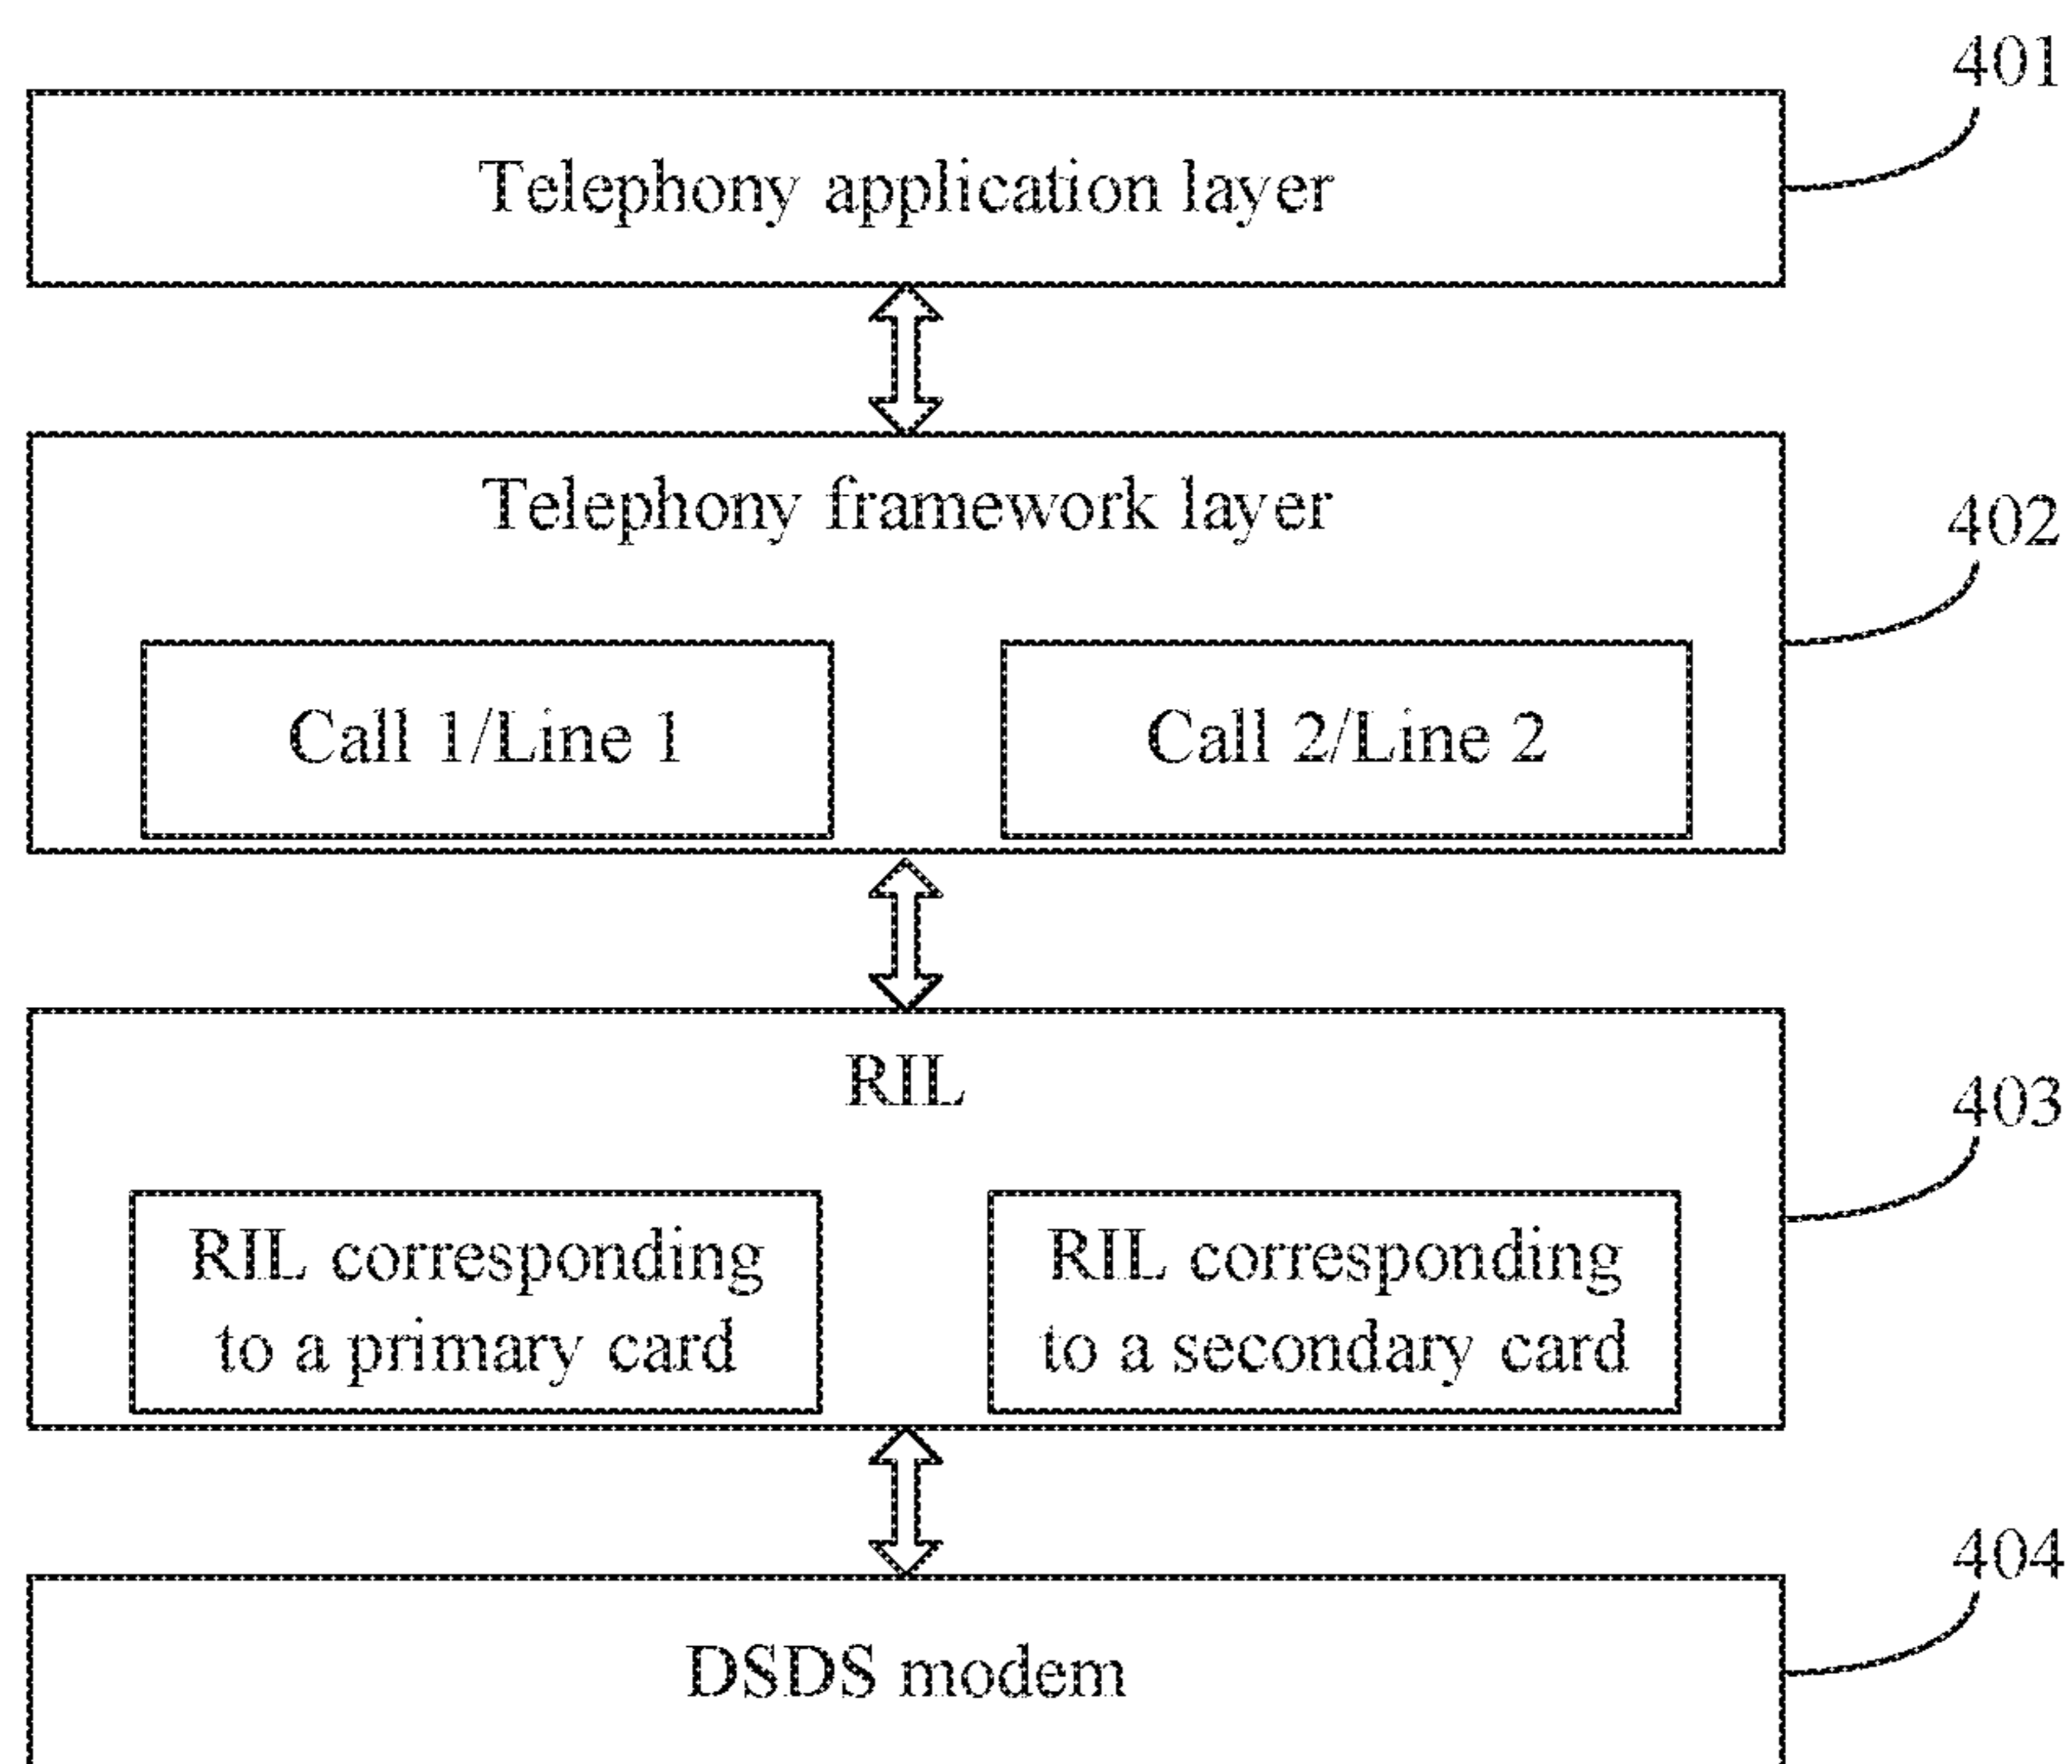 401
Telephony application layer
Telephony framework layer
402
Call 1/Line 1
Call 2/Line 2
RIL
403
RIL corresponding
to a primary card
RIL corresponding
to a secondary card
404
DSDS modem